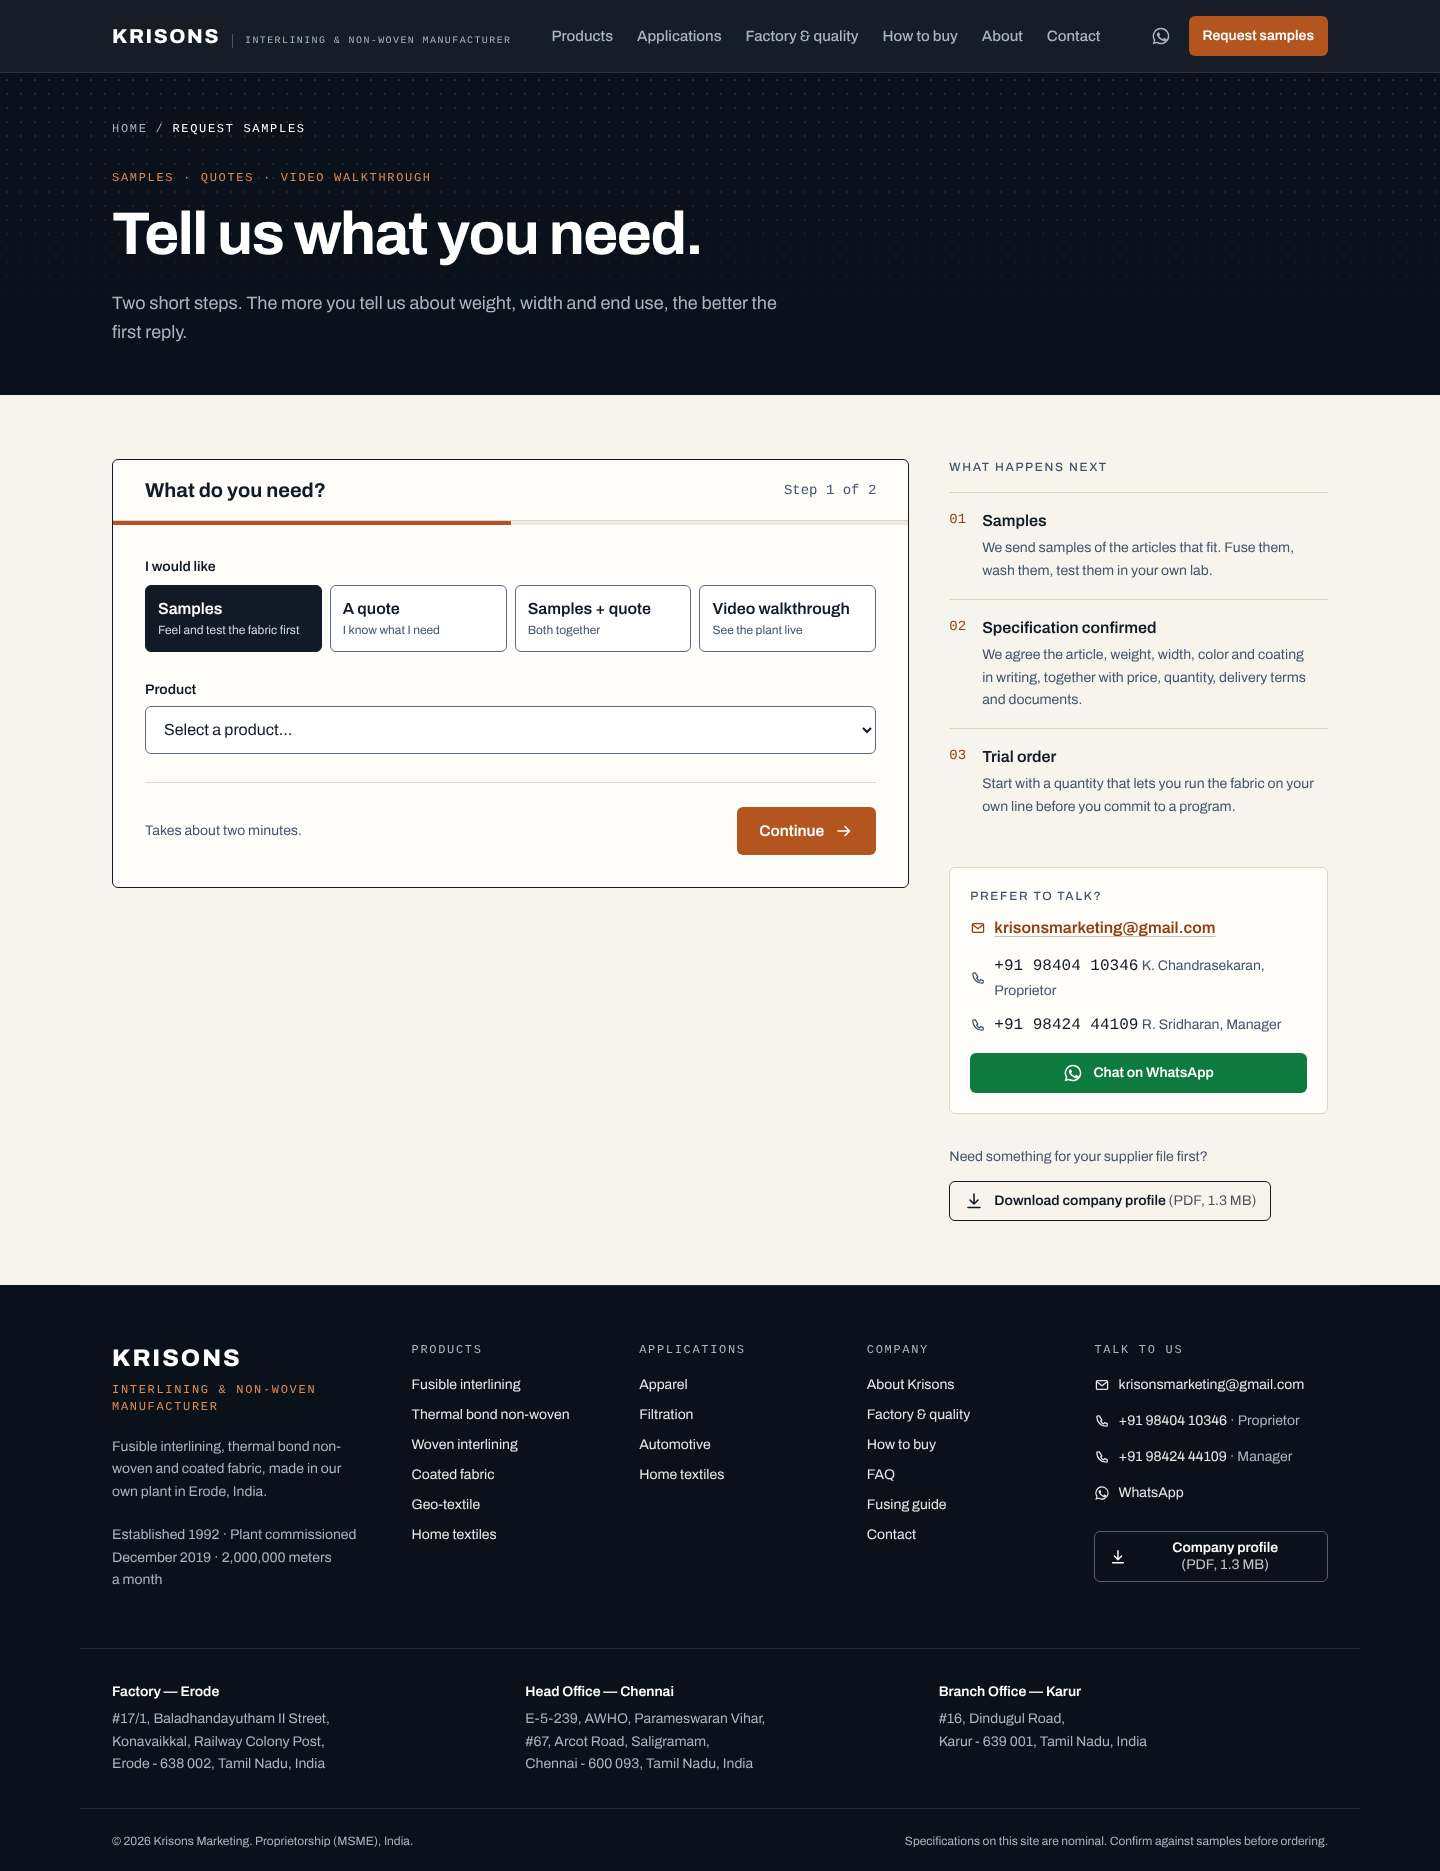 KRISONS
INTERLINING & NON-WOVEN MANUFACTURER
Products
Applications
Factory & quality
How to buy
About
Contact
Request samples
HOME / REQUEST SAMPLES
SAMPLES · QUOTES · VIDEO WALKTHROUGH
Tell us what you need.
Two short steps. The more you tell us about weight, width and end use, the better the
first reply.
What do you need?
Step 1 of 2
I would like
Samples
Feel and test the fabric first
A quote
I know what I need
Samples + quote
Both together
Video walkthrough
See the plant live
Product
Select a product...
Takes about two minutes.
Continue →
WHAT HAPPENS NEXT
01 Samples
We send samples of the articles that fit. Fuse them,
wash them, test them in your own lab.
02 Specification confirmed
We agree the article, weight, width, color and coating
in writing, together with price, quantity, delivery terms
and documents.
03 Trial order
Start with a quantity that lets you run the fabric on your
own line before you commit to a program.
PREFER TO TALK?
krisonsmarketing@gmail.com
+91 98404 10346 K. Chandrasekaran,
Proprietor
+91 98424 44109 R. Sridharan, Manager
Chat on WhatsApp
Need something for your supplier file first?
Download company profile (PDF, 1.3 MB)
KRISONS
INTERLINING & NON-WOVEN
MANUFACTURER
Fusible interlining, thermal bond non-
woven and coated fabric, made in our
own plant in Erode, India.
Established 1992 · Plant commissioned
December 2019 · 2,000,000 meters
a month
PRODUCTS
Fusible interlining
Thermal bond non-woven
Woven interlining
Coated fabric
Geo-textile
Home textiles
APPLICATIONS
Apparel
Filtration
Automotive
Home textiles
COMPANY
About Krisons
Factory & quality
How to buy
FAQ
Fusing guide
Contact
TALK TO US
krisonsmarketing@gmail.com
+91 98404 10346 · Proprietor
+91 98424 44109 · Manager
WhatsApp
Company profile
(PDF, 1.3 MB)
Factory — Erode
#17/1, Baladhandayutham II Street,
Konavaikkal, Railway Colony Post,
Erode - 638 002, Tamil Nadu, India
Head Office — Chennai
E-5-239, AWHO, Parameswaran Vihar,
#67, Arcot Road, Saligramam,
Chennai - 600 093, Tamil Nadu, India
Branch Office — Karur
#16, Dindugul Road,
Karur - 639 001, Tamil Nadu, India
© 2026 Krisons Marketing. Proprietorship (MSME), India.
Specifications on this site are nominal. Confirm against samples before ordering.